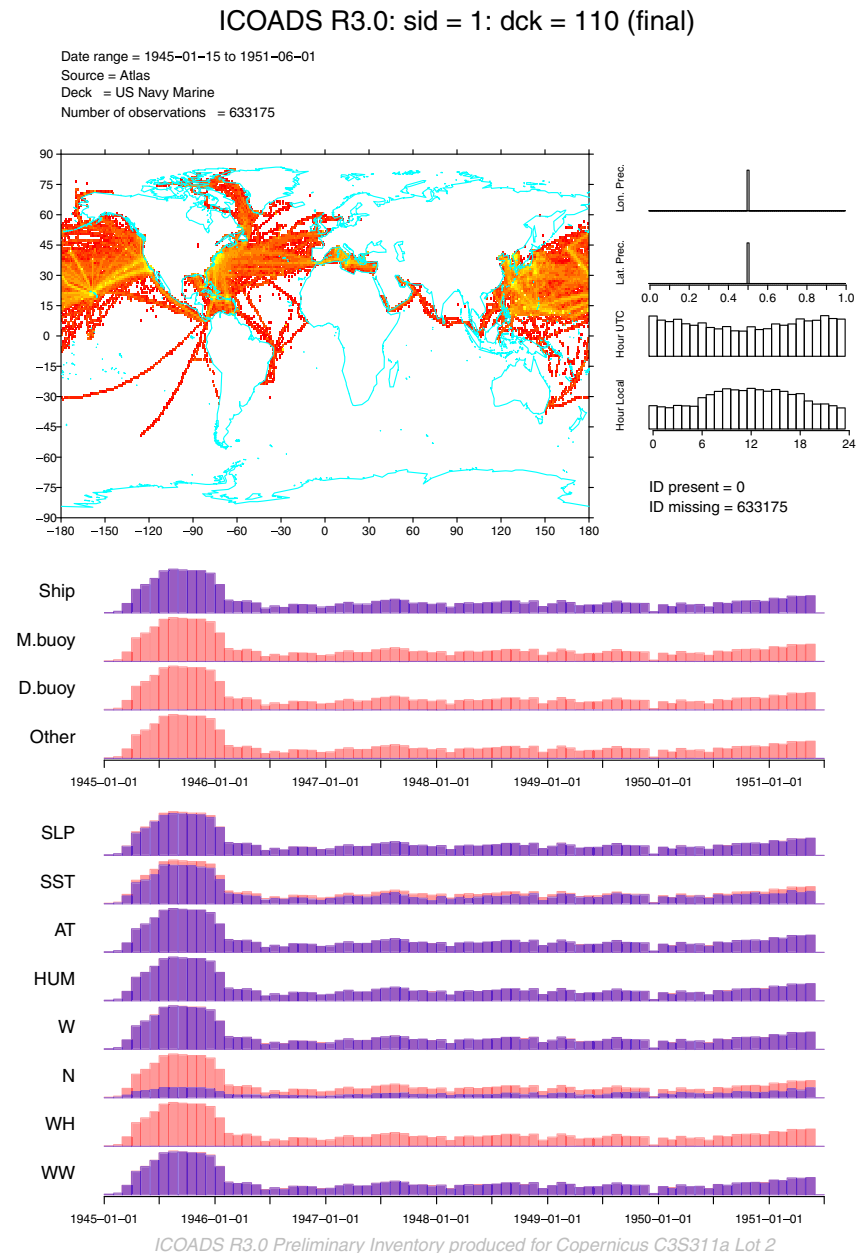 ICOADS R3.0: sid = 1: dck = 110 (final)
Date range = 1945−01−15 to 1951−06−01
Source = Atlas
Deck = US Navy Marine
Number of observations = 633175
90
75
60
45
30
15
0
−15
−30
−45
−60
−75
−90
−180 −150 −120 −90 −60 −30 0 30 60 90 120 150 180
Lon. Prec.
Lat. Prec.
0.0 0.2 0.4 0.6 0.8 1.0
Hour UTC
Hour Local
0 6 12 18 24
ID present = 0
ID missing = 633175
Ship
M.buoy
D.buoy
Other
1945−01−01 1946−01−01 1947−01−01 1948−01−01 1949−01−01 1950−01−01 1951−01−01
SLP
SST
AT
HUM
W
N
WH
WW
1945−01−01 1946−01−01 1947−01−01 1948−01−01 1949−01−01 1950−01−01 1951−01−01
ICOADS R3.0 Preliminary Inventory produced for Copernicus C3S311a Lot 2